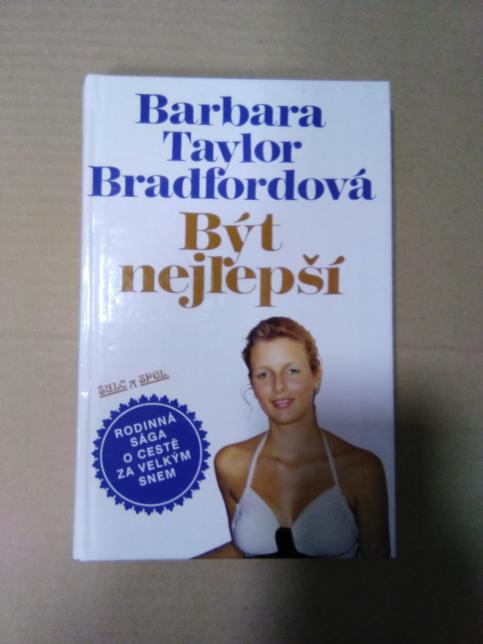 Barbara
Taylor
Bradfordová
Být
nejlepší
ŠULC A SPOL.
RODINNÁ
SÁGA
O CESTĚ
ZA VELKÝM
SNEM